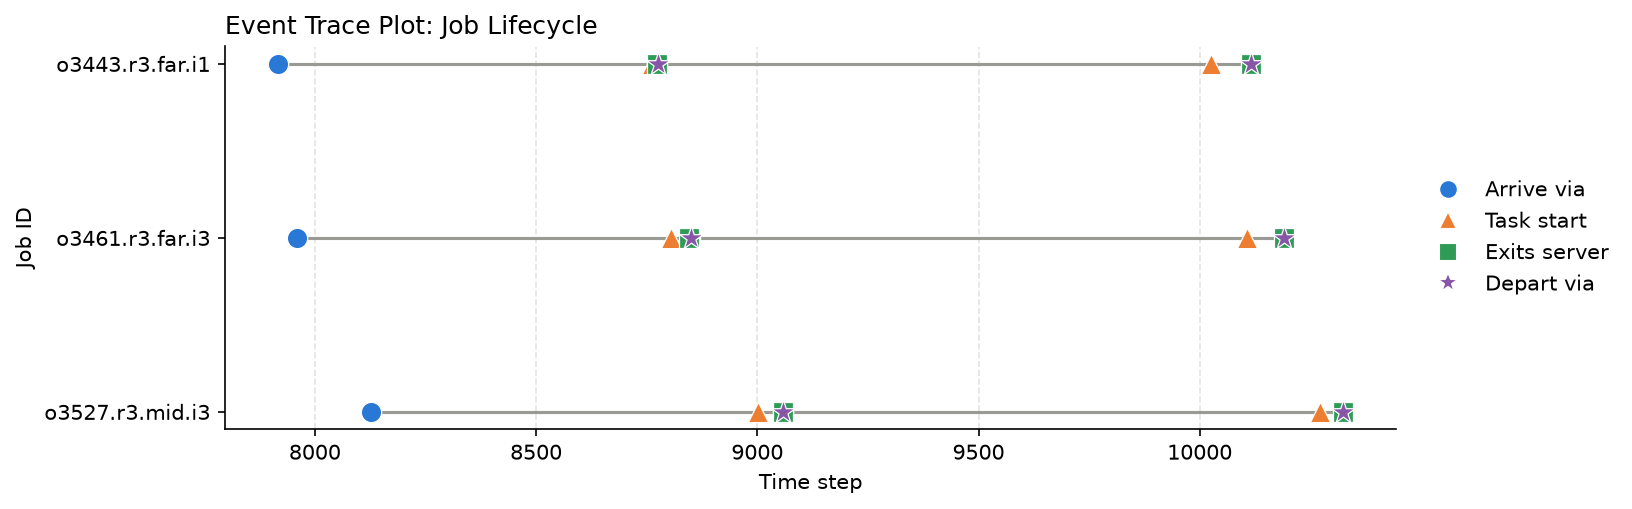 Event Trace Plot: Job Lifecycle
Job ID
o3443.r3.far.i1
o3461.r3.far.i3
o3527.r3.mid.i3
8000
8500
9000
9500
10000
Time step
Arrive via
Task start
Exits server
Depart via